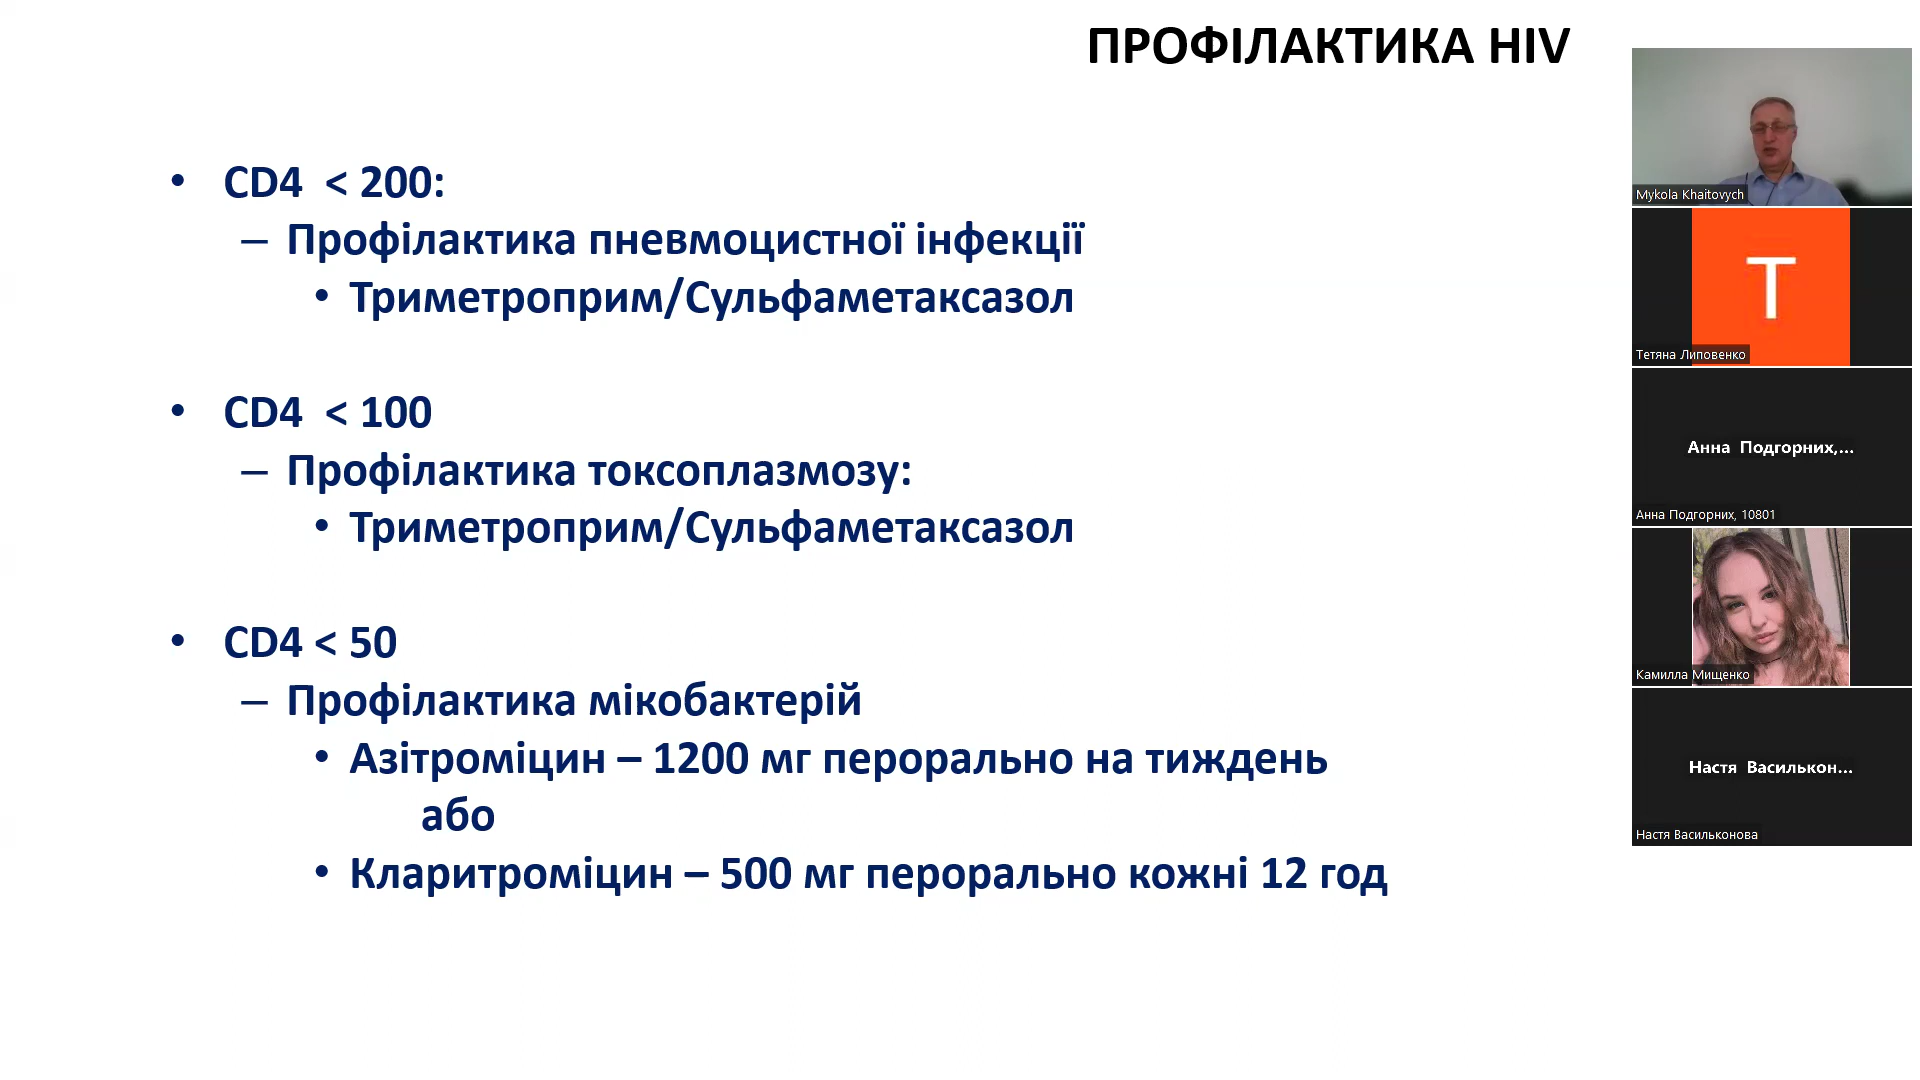 ПРОФІЛАКТИКА HIV
• CD4 < 200:
– Профілактика пневмоцистної інфекції
• Триметроприм/Сульфаметаксазол
• CD4 < 100
– Профілактика токсоплазмозу:
• Триметроприм/Сульфаметаксазол
• CD4 < 50
– Профілактика мікобактерій
• Азітроміцин – 1200 мг перорально на тиждень
або
• Кларитроміцин – 500 мг перорально кожні 12 год
Mykola Khaitovych
T
Тетяна Липовенко
Анна Подгорних,...
Анна Подгорних, 10801
Камилла Мищенко
Настя Василькон...
Настя Васильконова